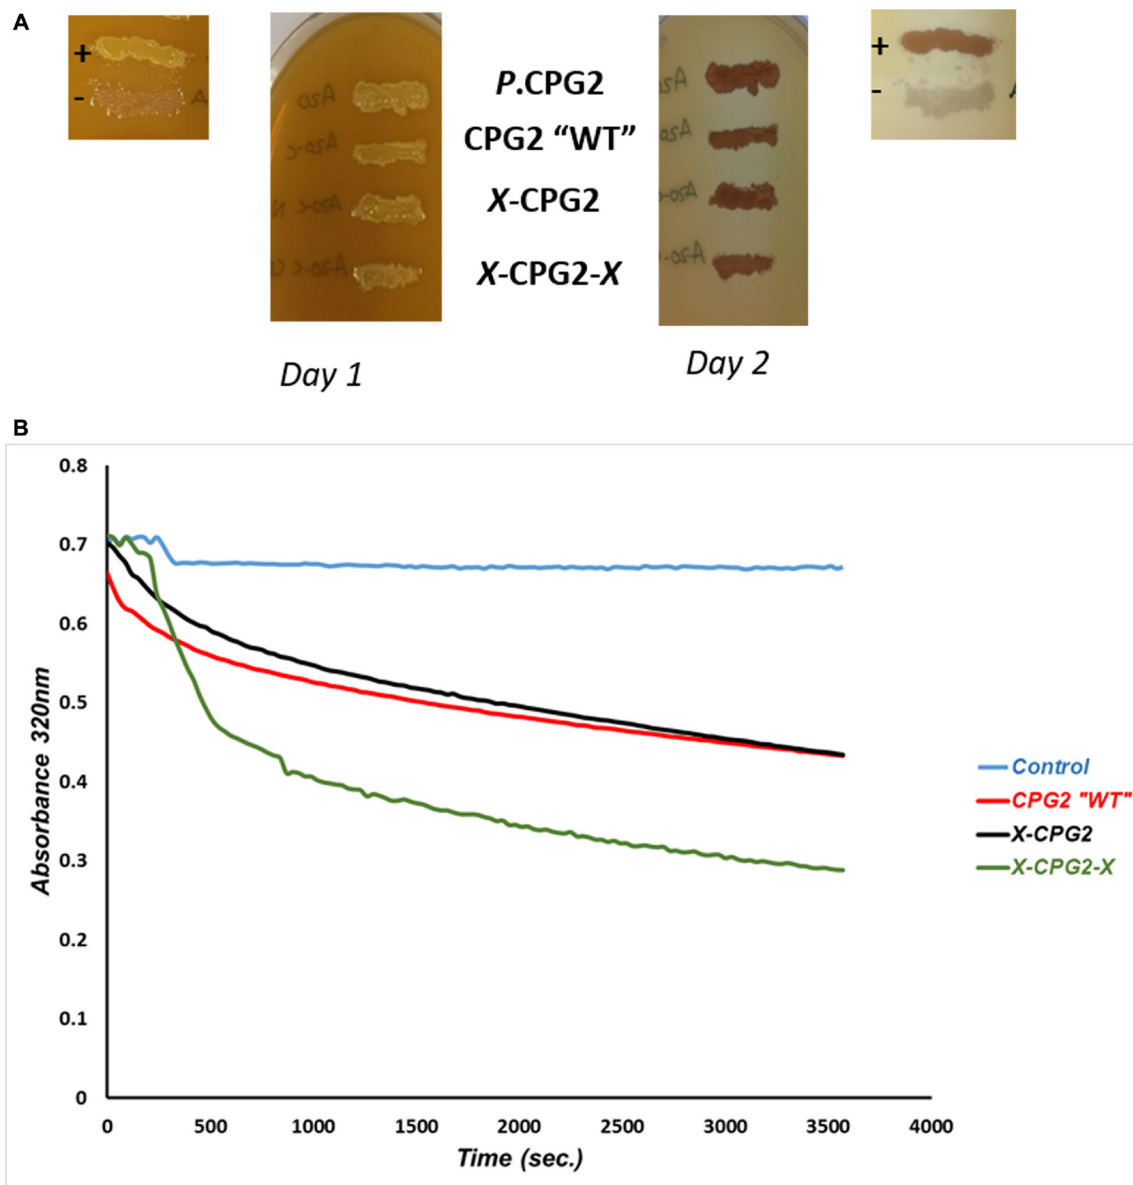 A
+
-
P.CPG2
CPG2 “WT”
X-CPG2
X-CPG2-X
+
-
Day 1
Day 2
B
Absorbance 320nm
0.8
0.7
0.6
0.5
0.4
0.3
0.2
0.1
0
0 500 1000 1500 2000 2500 3000 3500 4000
Time (sec.)
Control
CPG2 "WT"
X-CPG2
X-CPG2-X